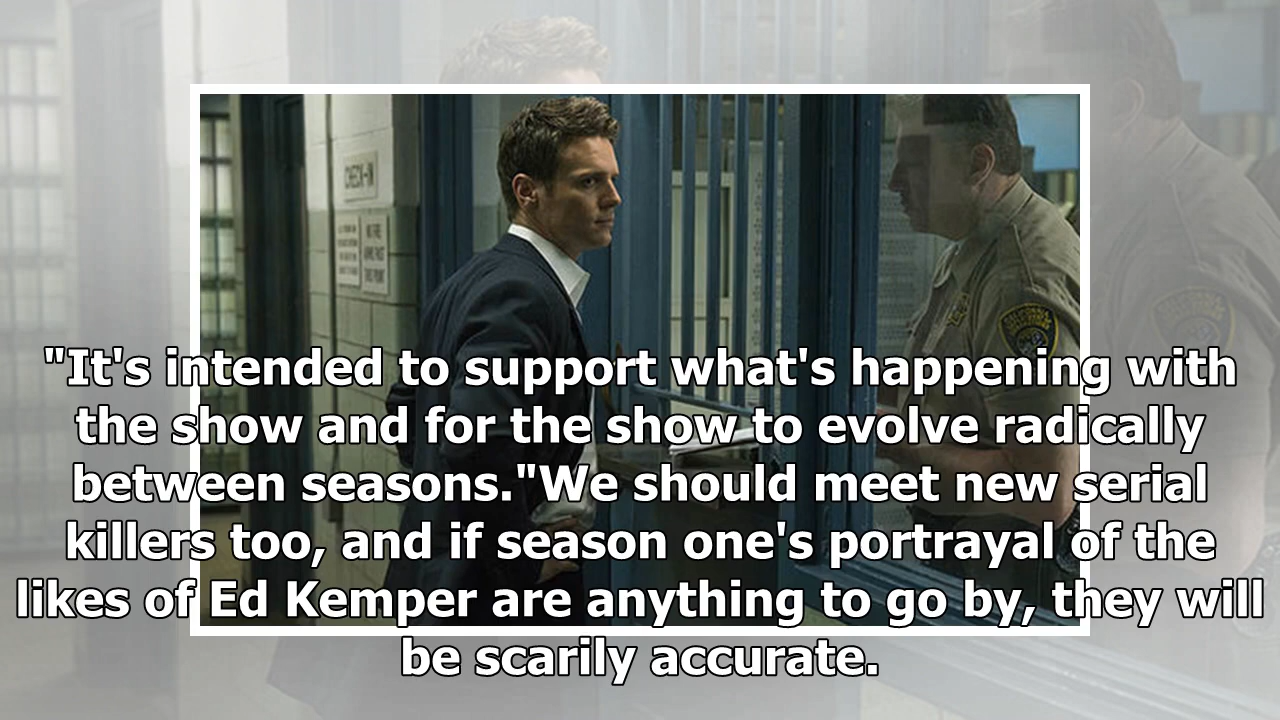 CHECK-IN
"It's intended to support what's happening with
the show and for the show to evolve radically
between seasons."We should meet new serial
killers too, and if season one's portrayal of the
likes of Ed Kemper are anything to go by, they will
be scarily accurate.